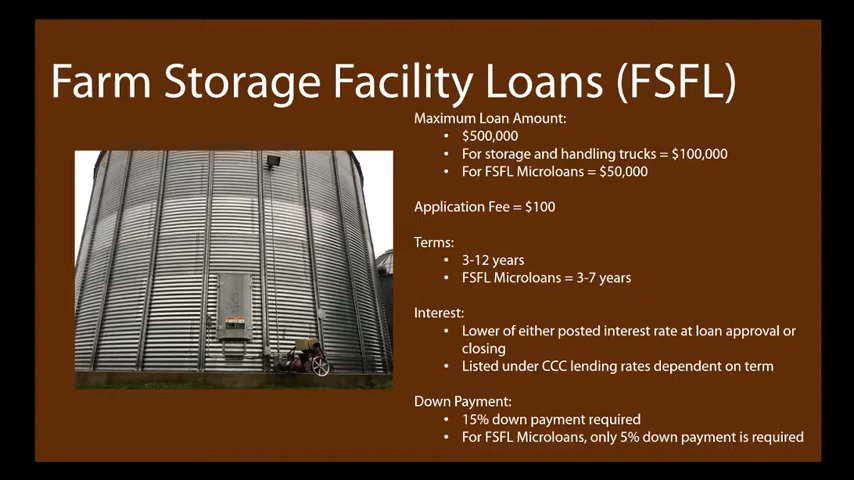 Farm Storage Facility Loans (FSFL)
Maximum Loan Amount:
• $500,000
• For storage and handling trucks = $100,000
• For FSFL Microloans = $50,000
Application Fee = $100
Terms:
• 3-12 years
• FSFL Microloans = 3-7 years
Interest:
• Lower of either posted interest rate at loan approval or
closing
• Listed under CCC lending rates dependent on term
Down Payment:
• 15% down payment required
• For FSFL Microloans, only 5% down payment is required